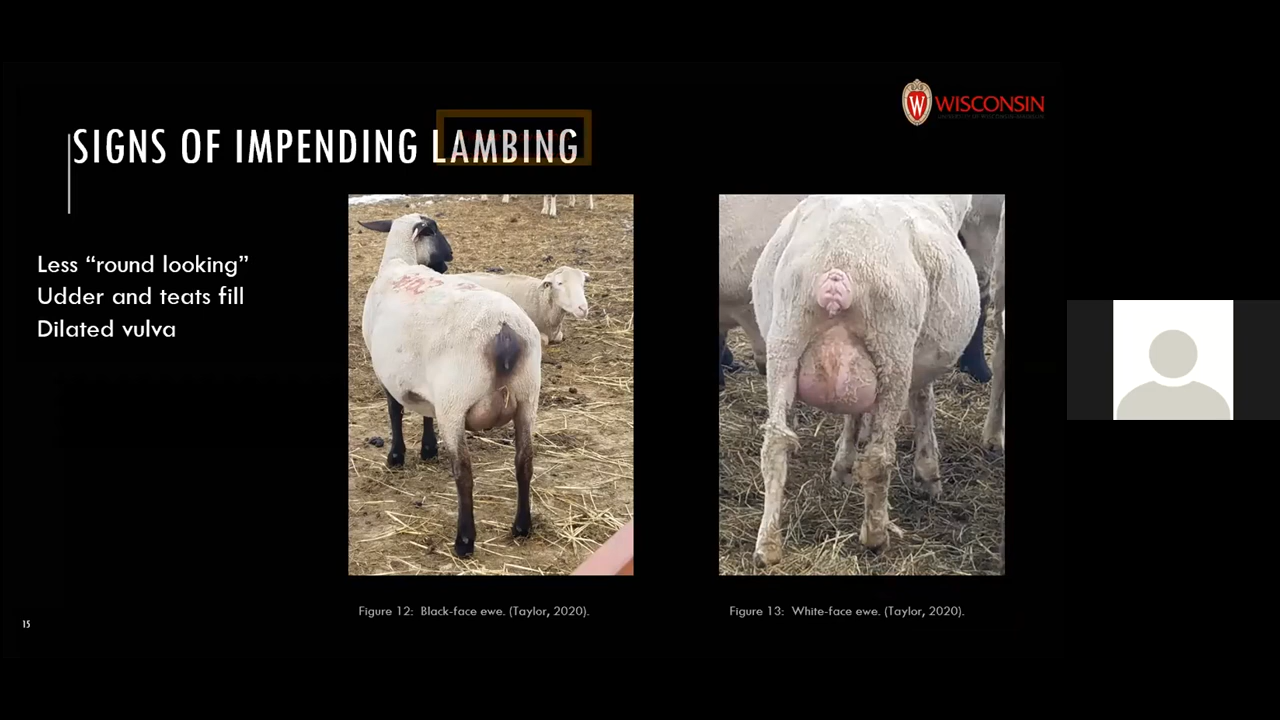 WISCONSIN
SIGNS OF IMPENDING LAMBING
Less “round looking”
Udder and teats fill
Dilated vulva
Figure 12: Black-face ewe. (Taylor, 2020).
Figure 13: White-face ewe. (Taylor, 2020).
15